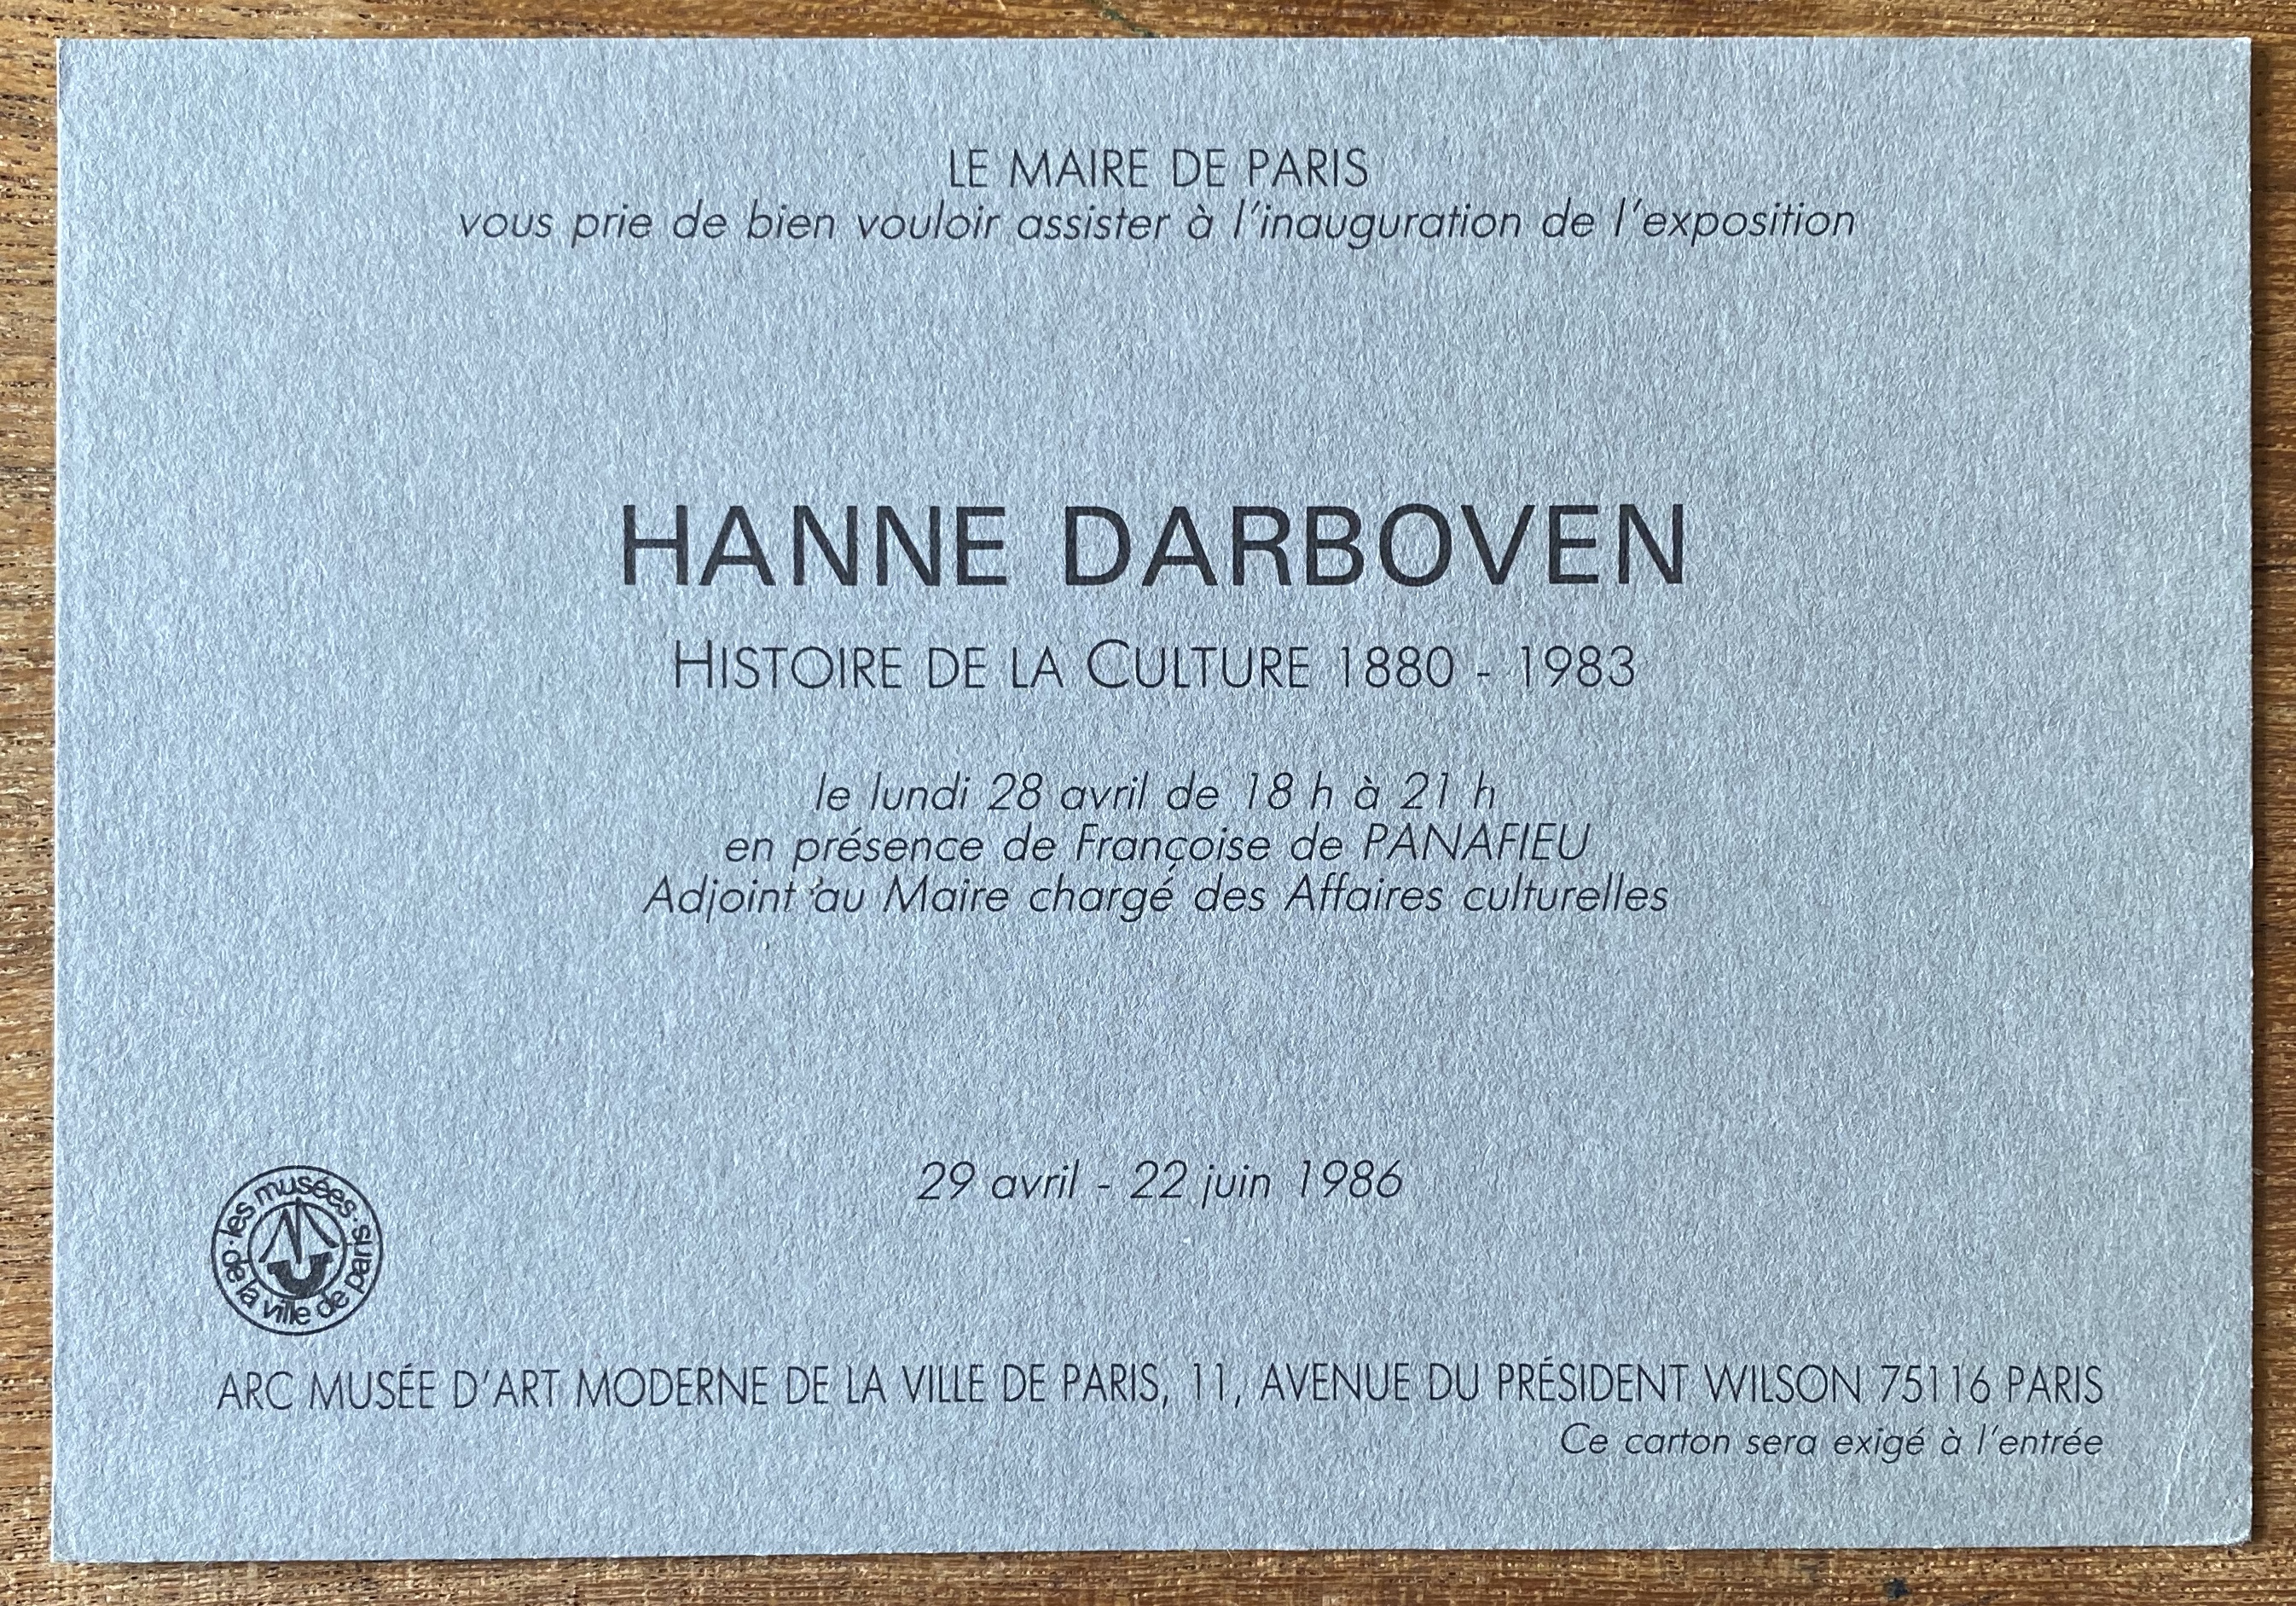 LE MAIRE DE PARIS
vous prie de bien vouloir assister à l'inauguration de l'exposition
HANNE DARBOVEN
HISTOIRE DE LA CULTURE 1880 - 1983
le lundi 28 avril de 18 h à 21 h
en présence de Françoise de PANAFIEU
Adjoint au Maire chargé des Affaires culturelles
29 avril - 22 juin 1986
· les musées · de la ville de paris
ARC MUSÉE D'ART MODERNE DE LA VILLE DE PARIS, 11, AVENUE DU PRÉSIDENT WILSON 75116 PARIS
Ce carton sera exigé à l'entrée